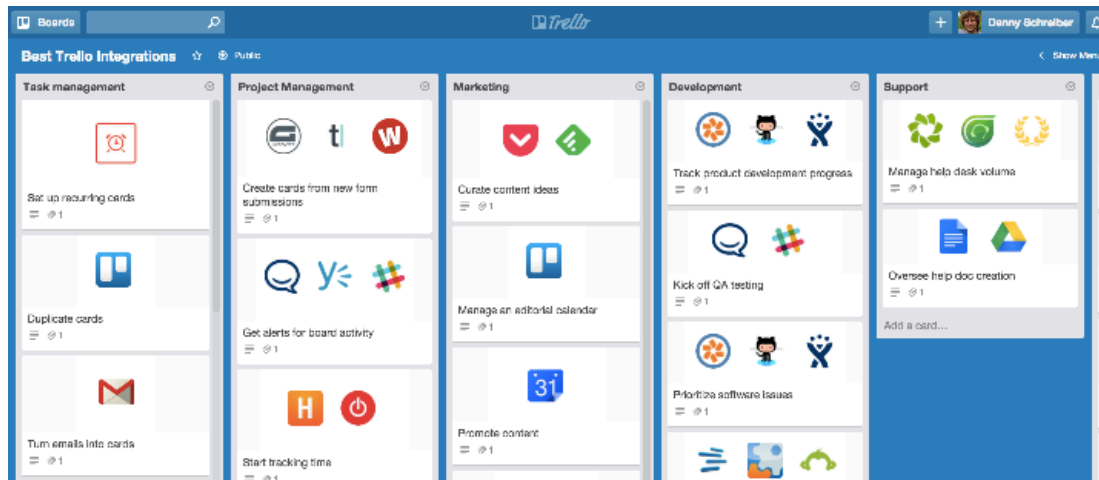 Boards
Trello
Danny Schreiber
Best Trello Integrations
Public
Show
Task management
Set up recurring cards
1
Duplicate cards
1
Turn emails into cards
1
Project Management
Create cards from new form
submissions
1
Get alerts for board activity
1
H
Start tracking time
1
Marketing
Curate content ideas
1
Manage an editorial calendar
1
31
Promote content
1
Development
Track product development progress
1
Kick off QA testing
1
Prioritize software issues
1
Support
Manage help desk volume
1
Oversee help doc creation
1
Add a card...